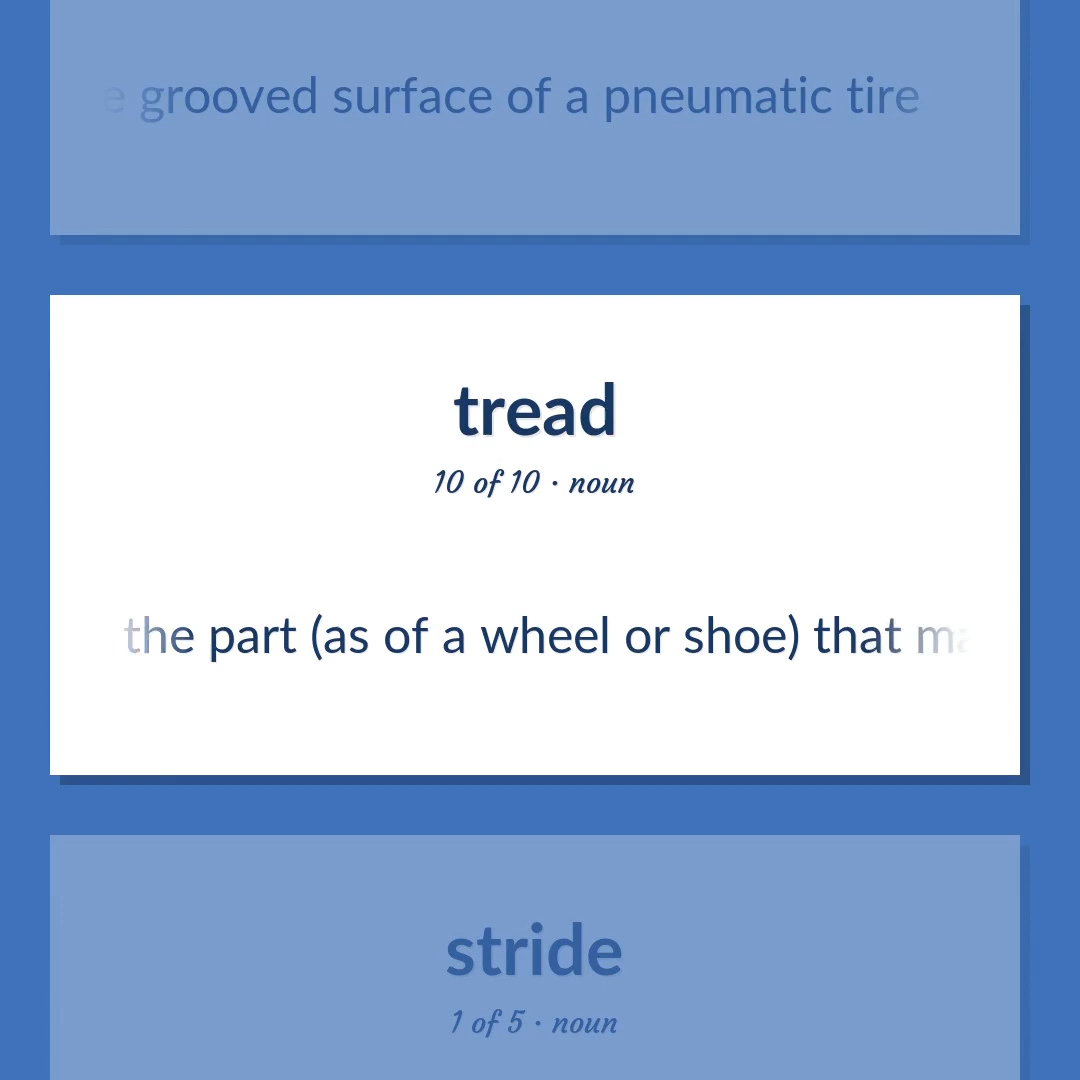 grooved surface of a pneumatic tire
tread
10 of 10 · noun
the part (as of a wheel or shoe) that
stride
1 of 5 · noun